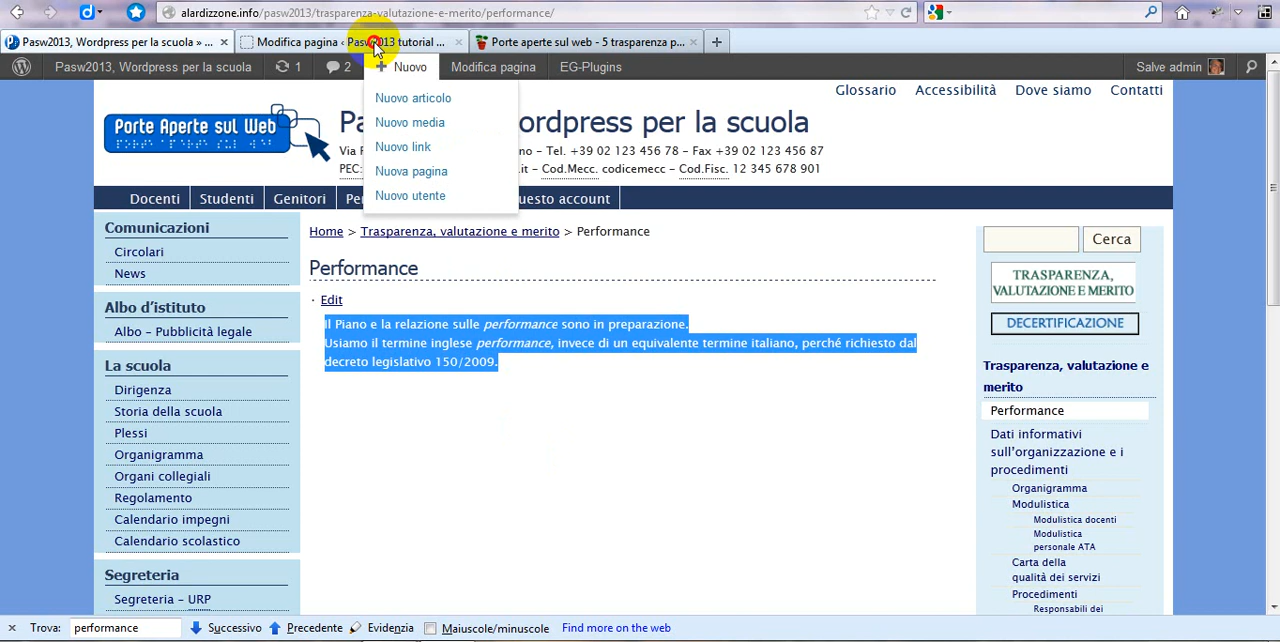 alardizzone.info/pasw2013/trasparenza-valutazione-e-merito/performance/
Pasw2013, Wordpress per la scuola » ...
Modifica pagina ‹ Pasw2013 tutorial ...
Porte aperte sul web - 5 trasparenza p...
Pasw2013, Wordpress per la scuola
1
2
Nuovo
Modifica pagina
EG-Plugins
Salve admin
Nuovo articolo
Nuovo media
Nuovo link
Nuova pagina
Nuovo utente
Glossario
Accessibilità
Dove siamo
Contatti
Porte Aperte sul Web
ordpress per la scuola
no – Tel. +39 02 123 456 78 – Fax +39 02 123 456 87
PEC:
.it - Cod.Mecc. codicemecc – Cod.Fisc. 12 345 678 901
Docenti
Studenti
Genitori
uesto account
Comunicazioni
Circolari
News
Albo d’istituto
Albo – Pubblicità legale
La scuola
Dirigenza
Storia della scuola
Plessi
Organigramma
Organi collegiali
Regolamento
Calendario impegni
Calendario scolastico
Segreteria
Segreteria – URP
Home > Trasparenza, valutazione e merito > Performance
Performance
· Edit
Il Piano e la relazione sulle performance sono in preparazione.
Usiamo il termine inglese performance, invece di un equivalente termine italiano, perché richiesto dal
decreto legislativo 150/2009.
Cerca
TRASPARENZA,
VALUTAZIONE E MERITO
DECERTIFICAZIONE
Trasparenza, valutazione e
merito
Performance
Dati informativi
sull’organizzazione e i
procedimenti
Organigramma
Modulistica
Modulistica docenti
Modulistica
personale ATA
Carta della
qualità dei servizi
Procedimenti
Responsabili dei
Trova: performance
Successivo
Precedente
Evidenzia
Maiuscole/minuscole
Find more on the web